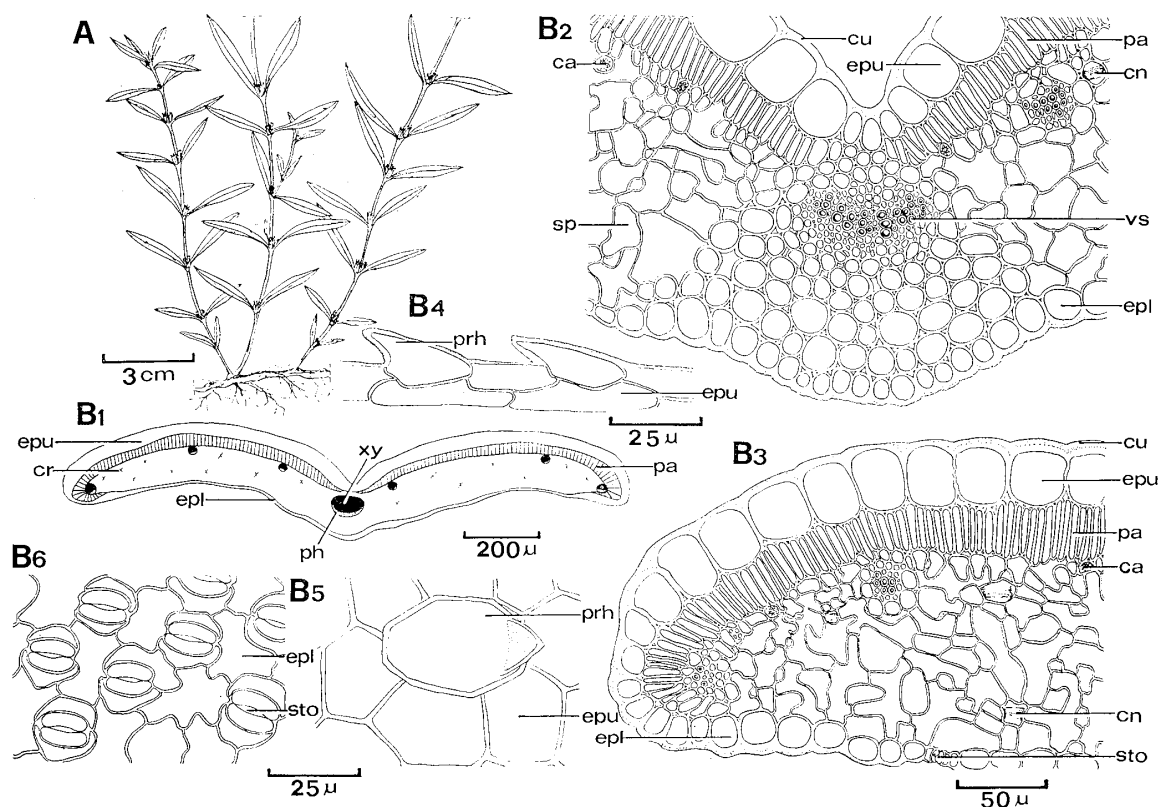 A
B2
cu
ca
epu
pa
cn
sp
vs
epl
3 cm
B4
prh
epu
25 μ
B1
epu
cr
xy
pa
epl
ph
200 μ
B3
cu
epu
pa
ca
epl
cn
sto
50 μ
B6
epl
sto
B5
prh
epu
25 μ